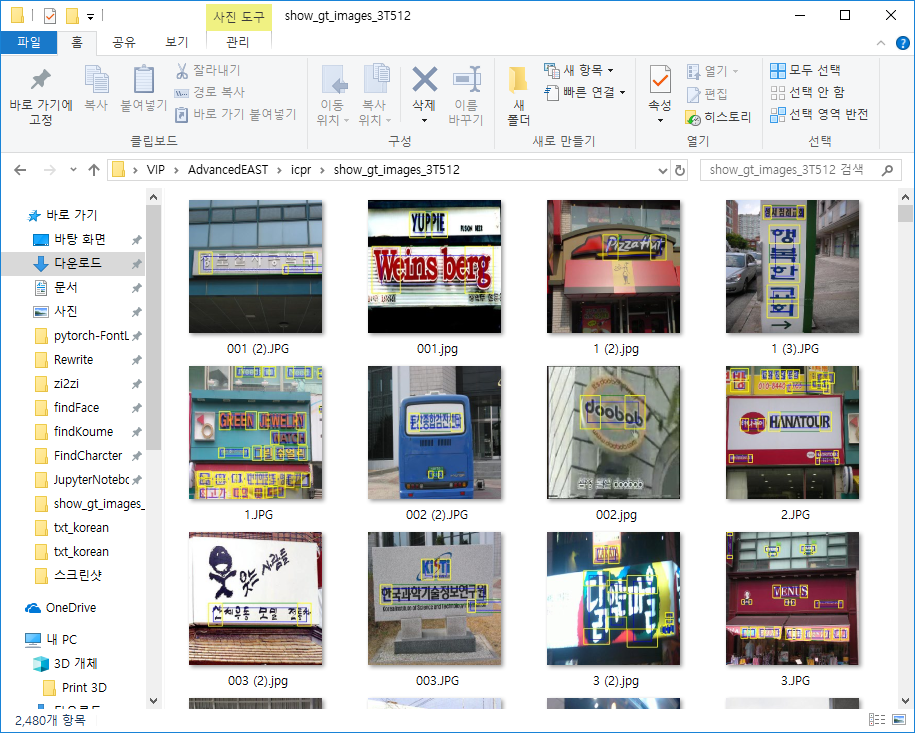 사진 도구 show_gt_images_3T512
파일 홈 공유 보기 관리
바로 가기에 고정
복사
붙여넣기
잘라내기
경로 복사
바로 가기 붙여넣기
클립보드
이동 위치
복사 위치
삭제
이름 바꾸기
구성
새 폴더
새 항목
빠른 연결
새로 만들기
속성
열기
편집
히스토리
열기
모두 선택
선택 안 함
선택 영역 반전
선택
VIP AdvancedEAST icpr show_gt_images_3T512
show_gt_images_3T512 검색
바로 가기
바탕 화면
다운로드
문서
사진
pytorch-FontL
Rewrite
zi2zi
findFace
findKoume
FindCharcter
JupyterNotebo
show_gt_images_
txt_korean
txt_korean
스크린샷
OneDrive
내 PC
3D 개체
Print 3D
다운로드
YUPPIE
Weins berg
Pizza Hut
행복한교회
001 (2).JPG
001.jpg
1 (2).jpg
1 (3).JPG
GREEN JEWELRY
WATCH
doobob
HANATOUR
1.JPG
002 (2).JPG
002.jpg
2.JPG
맛있는 사람들
KISTI
한국과학기술정보연구원
VENUS
003 (2).jpg
003.JPG
3 (2).jpg
3.JPG
2,480개 항목